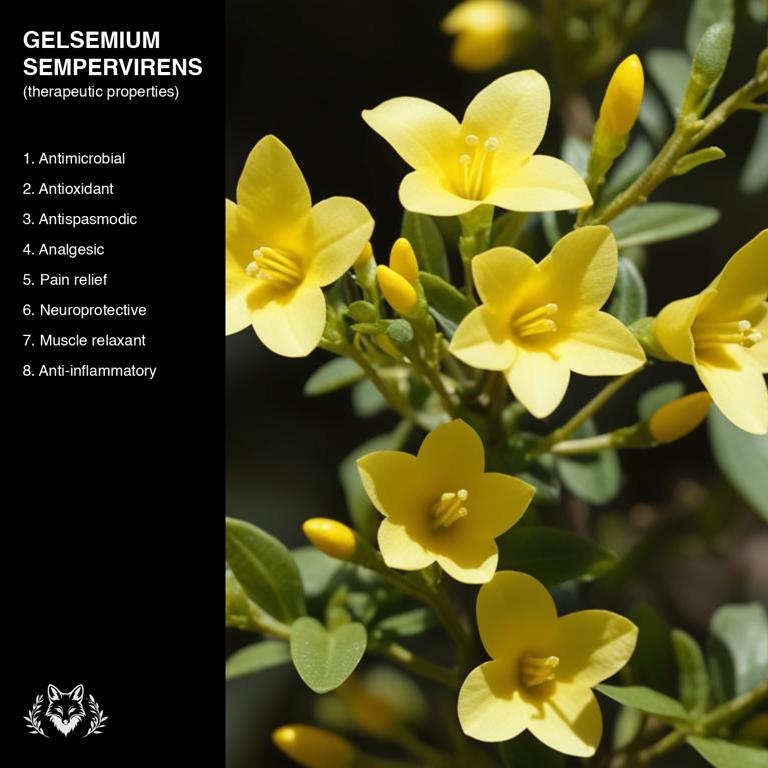 GELSEMIUM
SEMPERVIRENS
(therapeutic properties)
1. Antimicrobial
2. Antioxidant
3. Antispasmodic
4. Analgesic
5. Pain relief
6. Neuroprotective
7. Muscle relaxant
8. Anti-inflammatory